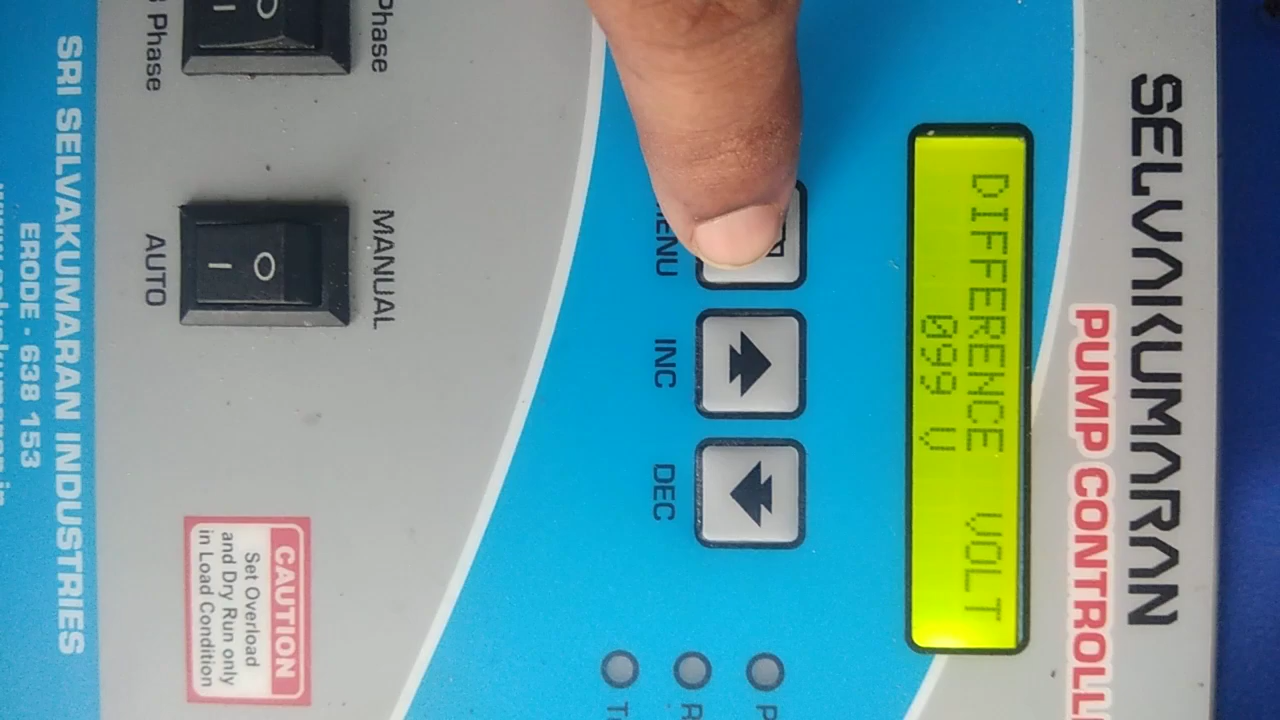 SELVAKUMARAN
PUMP CONTROLL
DIFFERENCE VOLT
099 V
INC
DEC
Phase
3 Phase
MANUAL
AUTO
CAUTION
Set Overload
and Dry Run only
in Load Condition
SRI SELVAKUMARAN INDUSTRIES
ERODE - 638 153